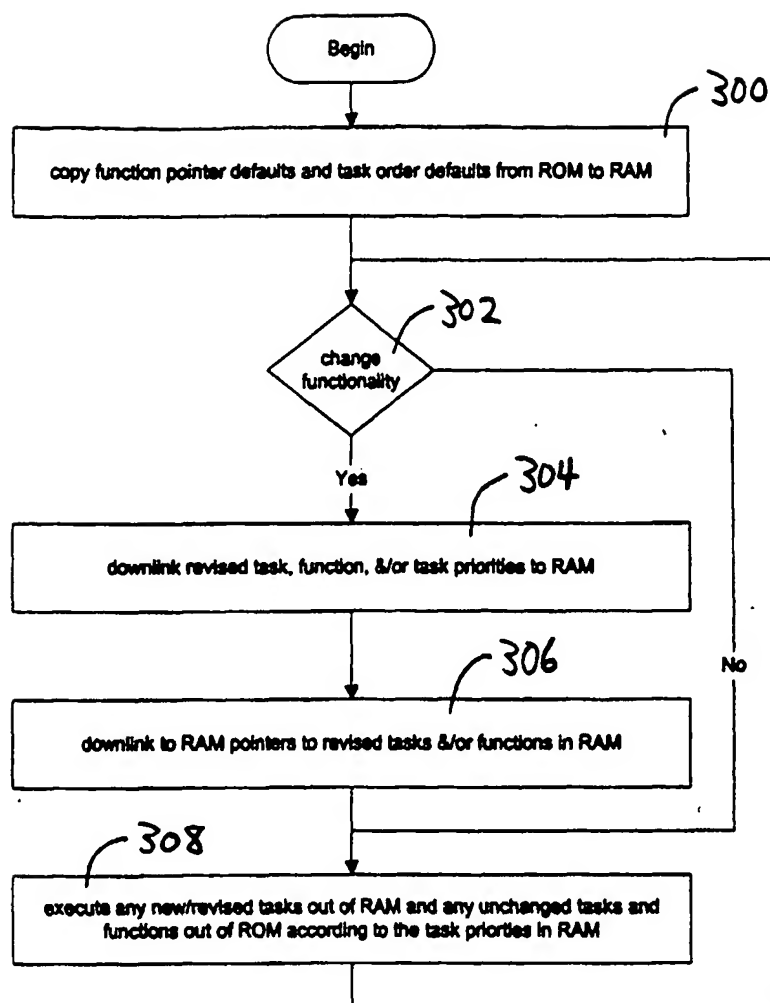 Begin
300
copy function pointer defaults and task order defaults from ROM to RAM
302
change
functionality
Yes
304
downlink revised task, function, &/or task priorities to RAM
306
No
downlink to RAM pointers to revised tasks &/or functions in RAM
308
execute any new/revised tasks out of RAM and any unchanged tasks and
functions out of ROM according to the task priorties in RAM